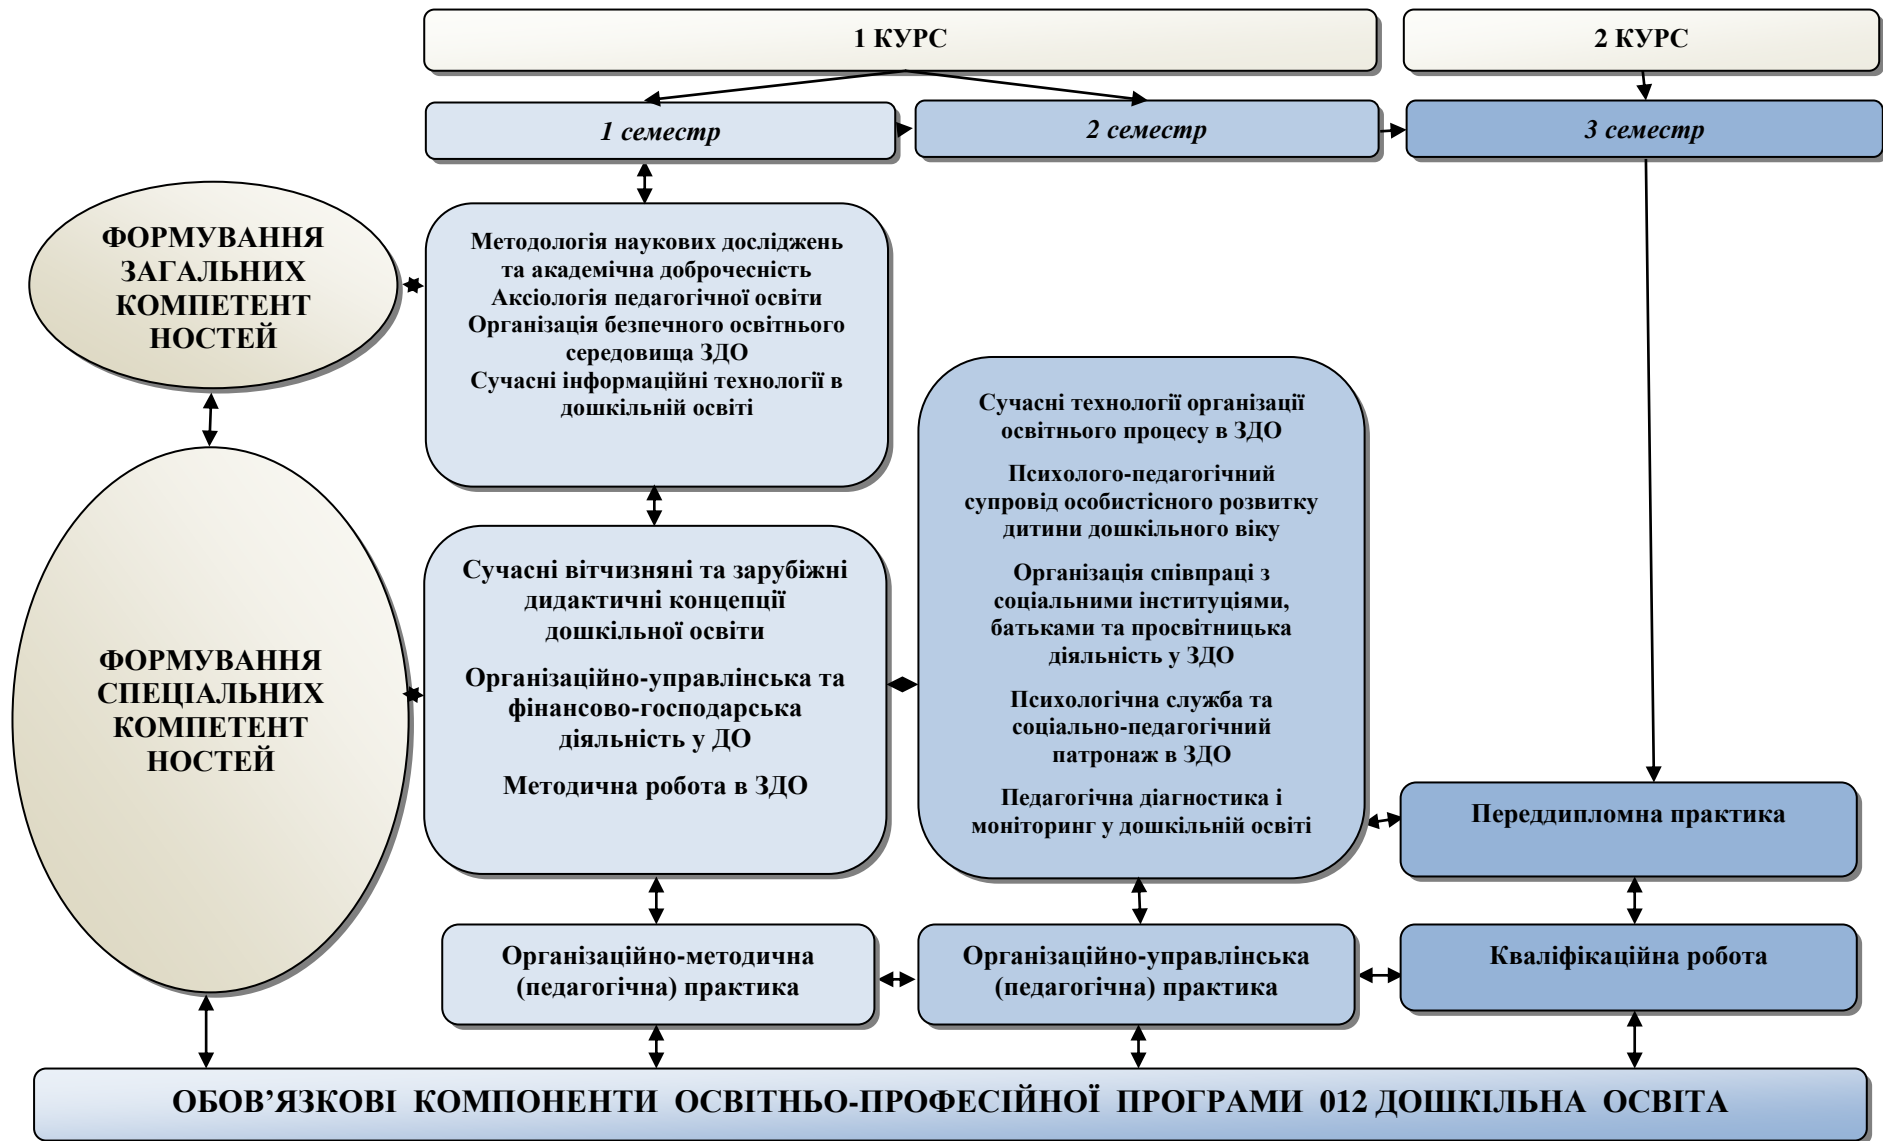 1 КУРС
2 КУРС
1 семестр
2 семестр
3 семестр
ФОРМУВАННЯ
ЗАГАЛЬНИХ
КОМПЕТЕНТ
НОСТЕЙ
Методологія наукових досліджень
та академічна доброчесність
Аксіологія педагогічної освіти
Організація безпечного освітнього
середовища ЗДО
Сучасні інформаційні технології в
дошкільній освіті
ФОРМУВАННЯ
СПЕЦІАЛЬНИХ
КОМПЕТЕНТ
НОСТЕЙ
Сучасні вітчизняні та зарубіжні
дидактичні концепції
дошкільної освіти
Організаційно-управлінська та
фінансово-господарська
діяльність у ДО
Методична робота в ЗДО
Сучасні технології організації
освітнього процесу в ЗДО
Психолого-педагогічний
супровід особистісного розвитку
дитини дошкільного віку
Організація співпраці з
соціальними інституціями,
батьками та просвітницька
діяльність у ЗДО
Психологічна служба та
соціально-педагогічний
патронаж в ЗДО
Педагогічна діагностика і
моніторинг у дошкільній освіті
Переддипломна практика
Організаційно-методична
(педагогічна) практика
Організаційно-управлінська
(педагогічна) практика
Кваліфікаційна робота
ОБОВ’ЯЗКОВІ КОМПОНЕНТИ ОСВІТНЬО-ПРОФЕСІЙНОЇ ПРОГРАМИ 012 ДОШКІЛЬНА ОСВІТА